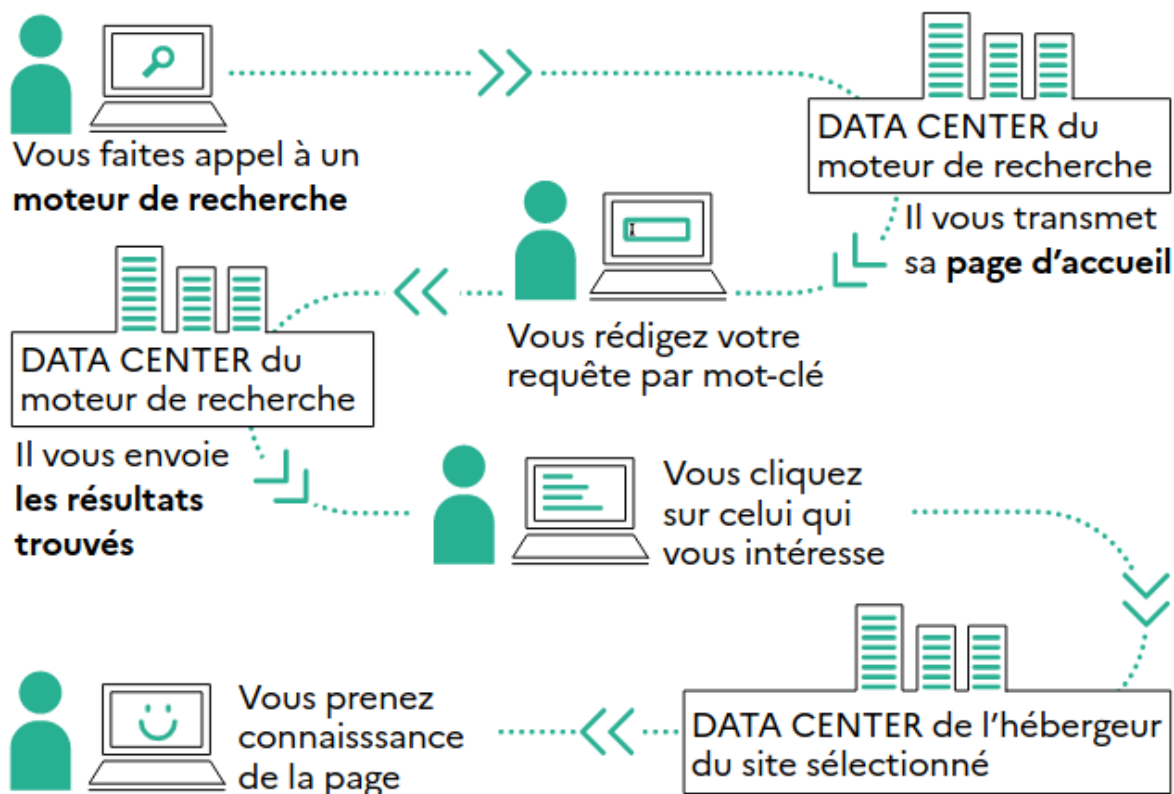 Vous faites appel à un
moteur de recherche
DATA CENTER du
moteur de recherche
Il vous transmet
sa page d’accueil
Vous rédigez votre
requête par mot-clé
DATA CENTER du
moteur de recherche
Il vous envoie
les résultats
trouvés
Vous cliquez
sur celui qui
vous intéresse
DATA CENTER de l’hébergeur
du site sélectionné
Vous prenez
connaisssance
de la page